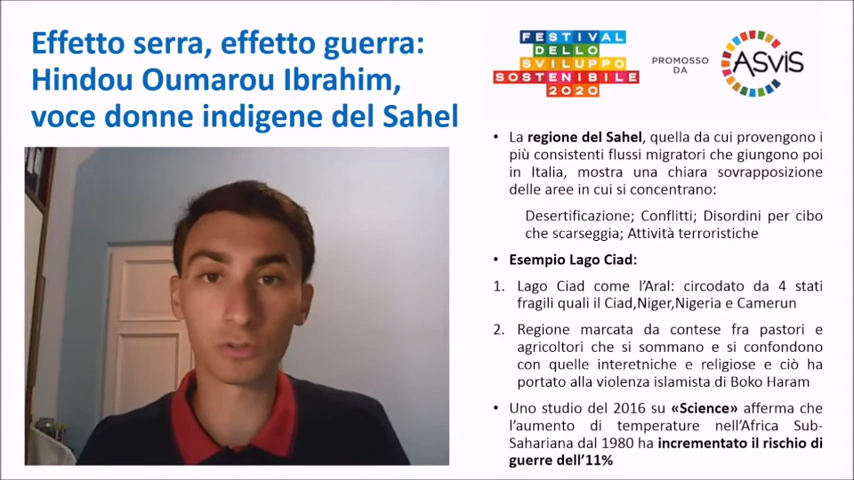 Effetto serra, effetto guerra:
Hindou Oumarou Ibrahim,
voce donne indigene del Sahel
FESTIVAL
DELLO
SVILUPPO
SOSTENIBILE
2020
PROMOSSO
DA
ASviS
• La regione del Sahel, quella da cui provengono i
più consistenti flussi migratori che giungono poi
in Italia, mostra una chiara sovrapposizione
delle aree in cui si concentrano:
Desertificazione; Conflitti; Disordini per cibo
che scarseggia; Attività terroristiche
• Esempio Lago Ciad:
1. Lago Ciad come l'Aral: circodato da 4 stati
fragili quali il Ciad,Niger,Nigeria e Camerun
2. Regione marcata da contese fra pastori e
agricoltori che si sommano e si confondono
con quelle interetniche e religiose e ciò ha
portato alla violenza islamista di Boko Haram
• Uno studio del 2016 su «Science» afferma che
l'aumento di temperature nell'Africa Sub-
Sahariana dal 1980 ha incrementato il rischio di
guerre dell'11%